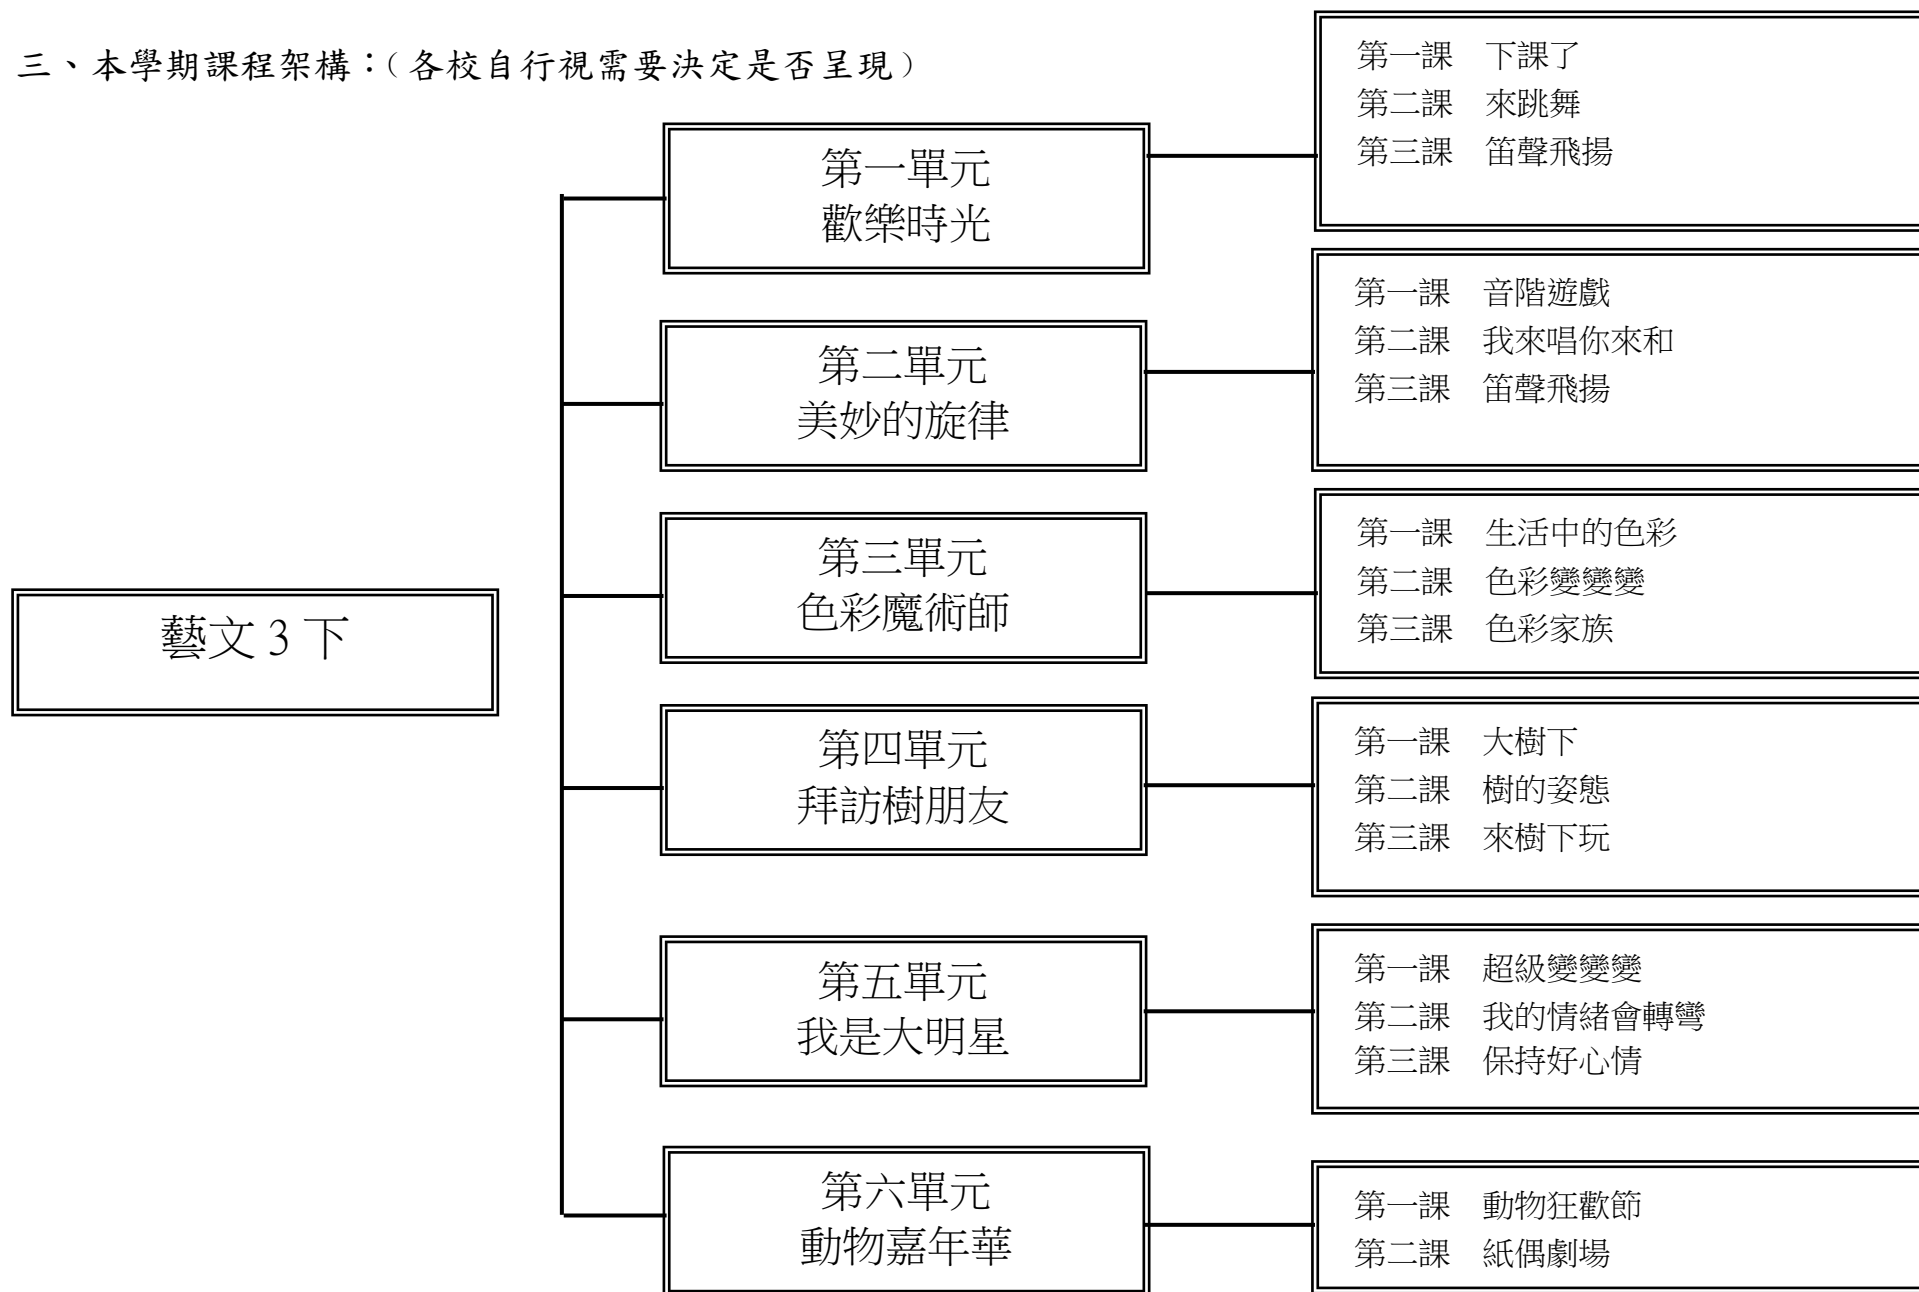 三、本學期課程架構：（各校自行視需要決定是否呈現）
藝文 3 下
第一單元
歡樂時光
第一課 下課了
第二課 來跳舞
第三課 笛聲飛揚
第二單元
美妙的旋律
第一課 音階遊戲
第二課 我來唱你來和
第三課 笛聲飛揚
第三單元
色彩魔術師
第一課 生活中的色彩
第二課 色彩變變變
第三課 色彩家族
第四單元
拜訪樹朋友
第一課 大樹下
第二課 樹的姿態
第三課 來樹下玩
第五單元
我是大明星
第一課 超級變變變
第二課 我的情緒會轉彎
第三課 保持好心情
第六單元
動物嘉年華
第一課 動物狂歡節
第二課 紙偶劇場